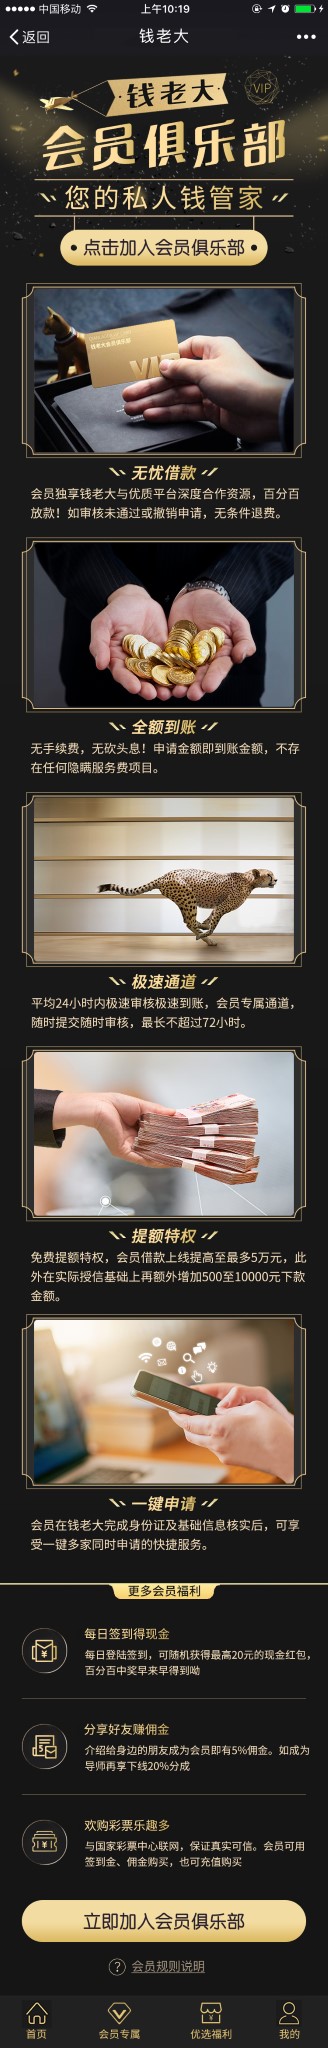 中国移动
上午10:19
返回
钱老大
钱老大
VIP
会员俱乐部
您的私人钱管家
点击加入会员俱乐部
钱老大会员俱乐部
VIP
无忧借款
会员独享钱老大与优质平台深度合作资源，百分百
放款！如审核未通过或撤销申请，无条件退费。
全额到账
无手续费，无砍头息！申请金额即到账金额，不存
在任何隐瞒服务费项目。
极速通道
平均24小时内极速审核极速到账，会员专属通道，
随时提交随时审核，最长不超过72小时。
提额特权
免费提额特权，会员借款上线提高至最多5万元，此
外在实际授信基础上再额外增加500至10000元下款
金额。
一键申请
会员在钱老大完成身份证及基础信息核实后，可享
受一键多家同时申请的快捷服务。
更多会员福利
每日签到得现金
每日登陆签到，可随机获得最高20元的现金红包，
百分百中奖早来早得到呦
分享好友赚佣金
介绍给身边的朋友成为会员即有5%佣金。如成为
导师再享下线20%分成
欢购彩票乐趣多
与国家彩票中心联网，保证真实可信。会员可用
签到金、佣金购买，也可充值购买
立即加入会员俱乐部
? 会员规则说明
首页
会员专属
优选福利
我的